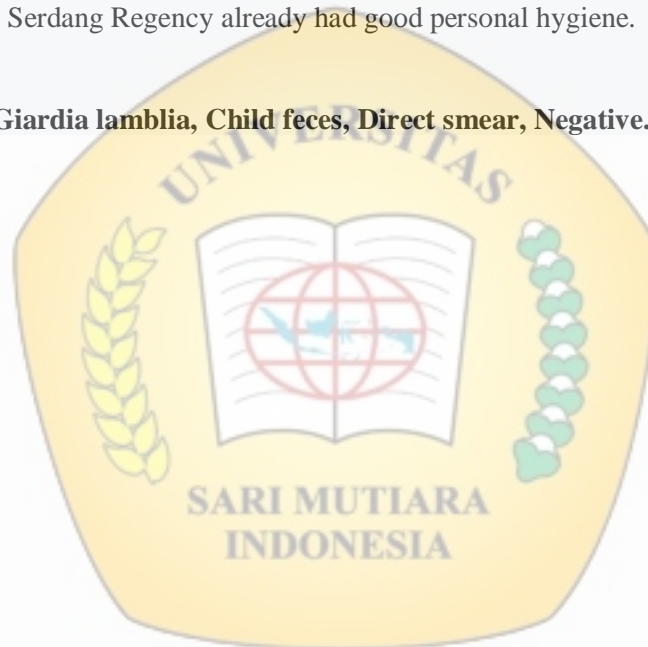 Serdang Regency already had good personal hygiene.
Giardia lamblia, Child feces, Direct smear, Negative.
UNIVERSITAS
SARI MUTIARA
INDONESIA